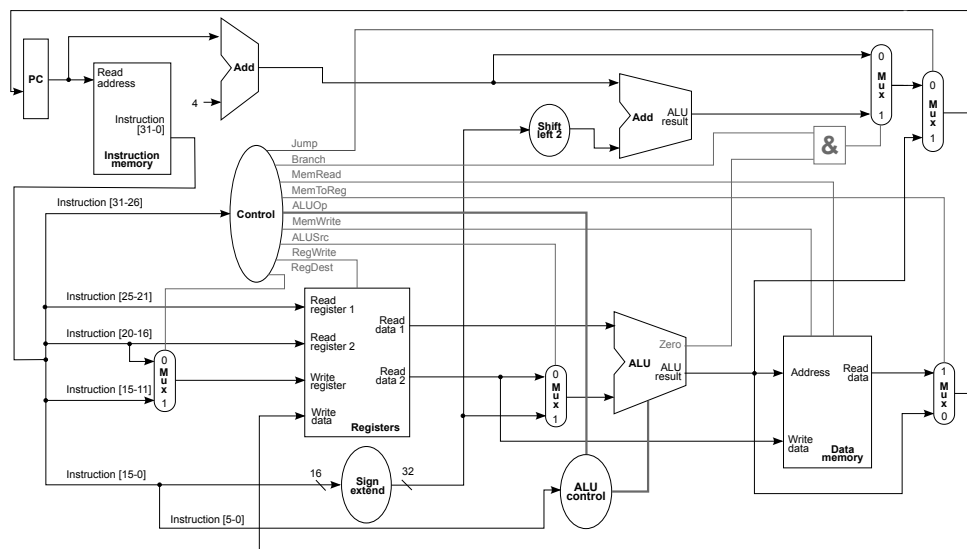 PC
Read
address
Instruction
[31-0]
Instruction
memory
4
Add
Add
ALU
result
Shift
left 2
0
Mux
1
0
Mux
1
&
Jump
Branch
MemRead
MemToReg
ALUOp
MemWrite
ALUSrc
RegWrite
RegDest
Control
Instruction [31-26]
Instruction [25-21]
Instruction [20-16]
Instruction [15-11]
Instruction [15-0]
Instruction [5-0]
0
Mux
1
Read
register 1
Read
register 2
Write
register
Write
data
Read
data 1
Read
data 2
Registers
0
Mux
1
ALU
Zero
ALU
result
Address
Read
data
Write
data
Data
memory
1
Mux
0
16
Sign
extend
32
ALU
control